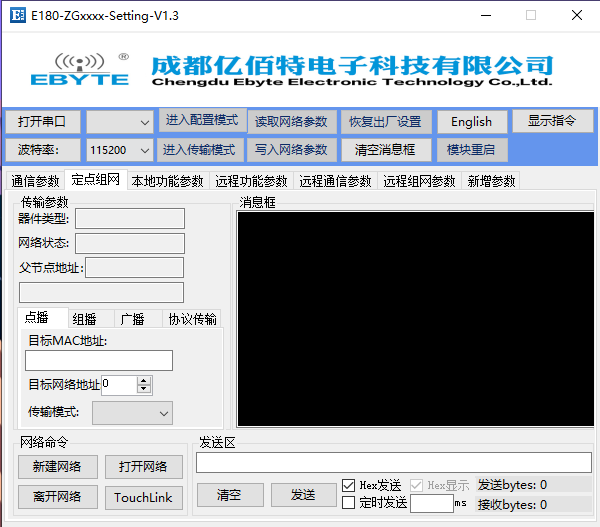 E180-ZGxxxx-Setting-V1.3
EBYTE ® 成都亿佰特电子科技有限公司
Chengdu Ebyte Electronic Technology Co.,Ltd.
打开串口 进入配置模式 读取网络参数 恢复出厂设置 English 显示指令
波特率: 115200 进入传输模式 写入网络参数 清空消息框 模块重启
通信参数 定点组网 本地功能参数 远程功能参数 远程通信参数 远程组网参数 新增参数
传输参数 消息框
器件类型:
网络状态:
父节点地址:
点播 组播 广播 协议传输
目标MAC地址:
目标网络地址 0
传输模式:
网络命令 发送区
新建网络 打开网络
离开网络 TouchLink
清空 发送 Hex发送 Hex显示 发送bytes: 0
定时发送 ms 接收bytes: 0